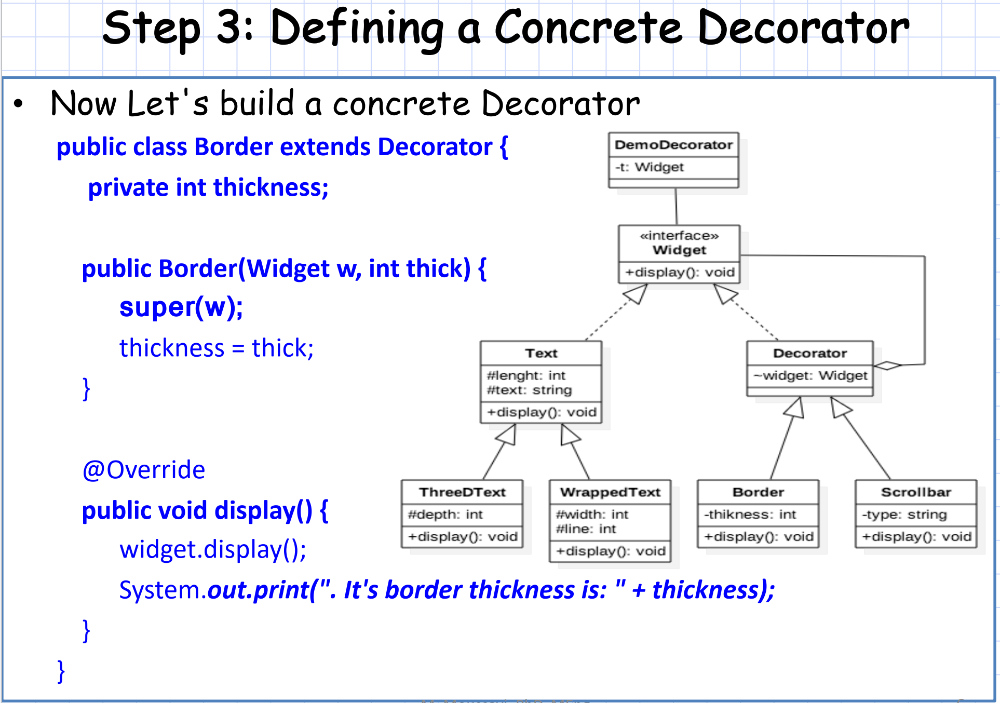 Step 3: Defining a Concrete Decorator
• Now Let's build a concrete Decorator
public class Border extends Decorator {
private int thickness;
public Border(Widget w, int thick) {
super(w);
thickness = thick;
}
@Override
public void display() {
widget.display();
System.out.print(". It's border thickness is: " + thickness);
}
}
DemoDecorator
-t: Widget
«interface»
Widget
+display(): void
Text
#lenght: int
#text: string
+display(): void
Decorator
~widget: Widget
ThreeDText
#depth: int
+display(): void
WrappedText
#width: int
#line: int
+display(): void
Border
-thikness: int
+display(): void
Scrollbar
-type: string
+display(): void